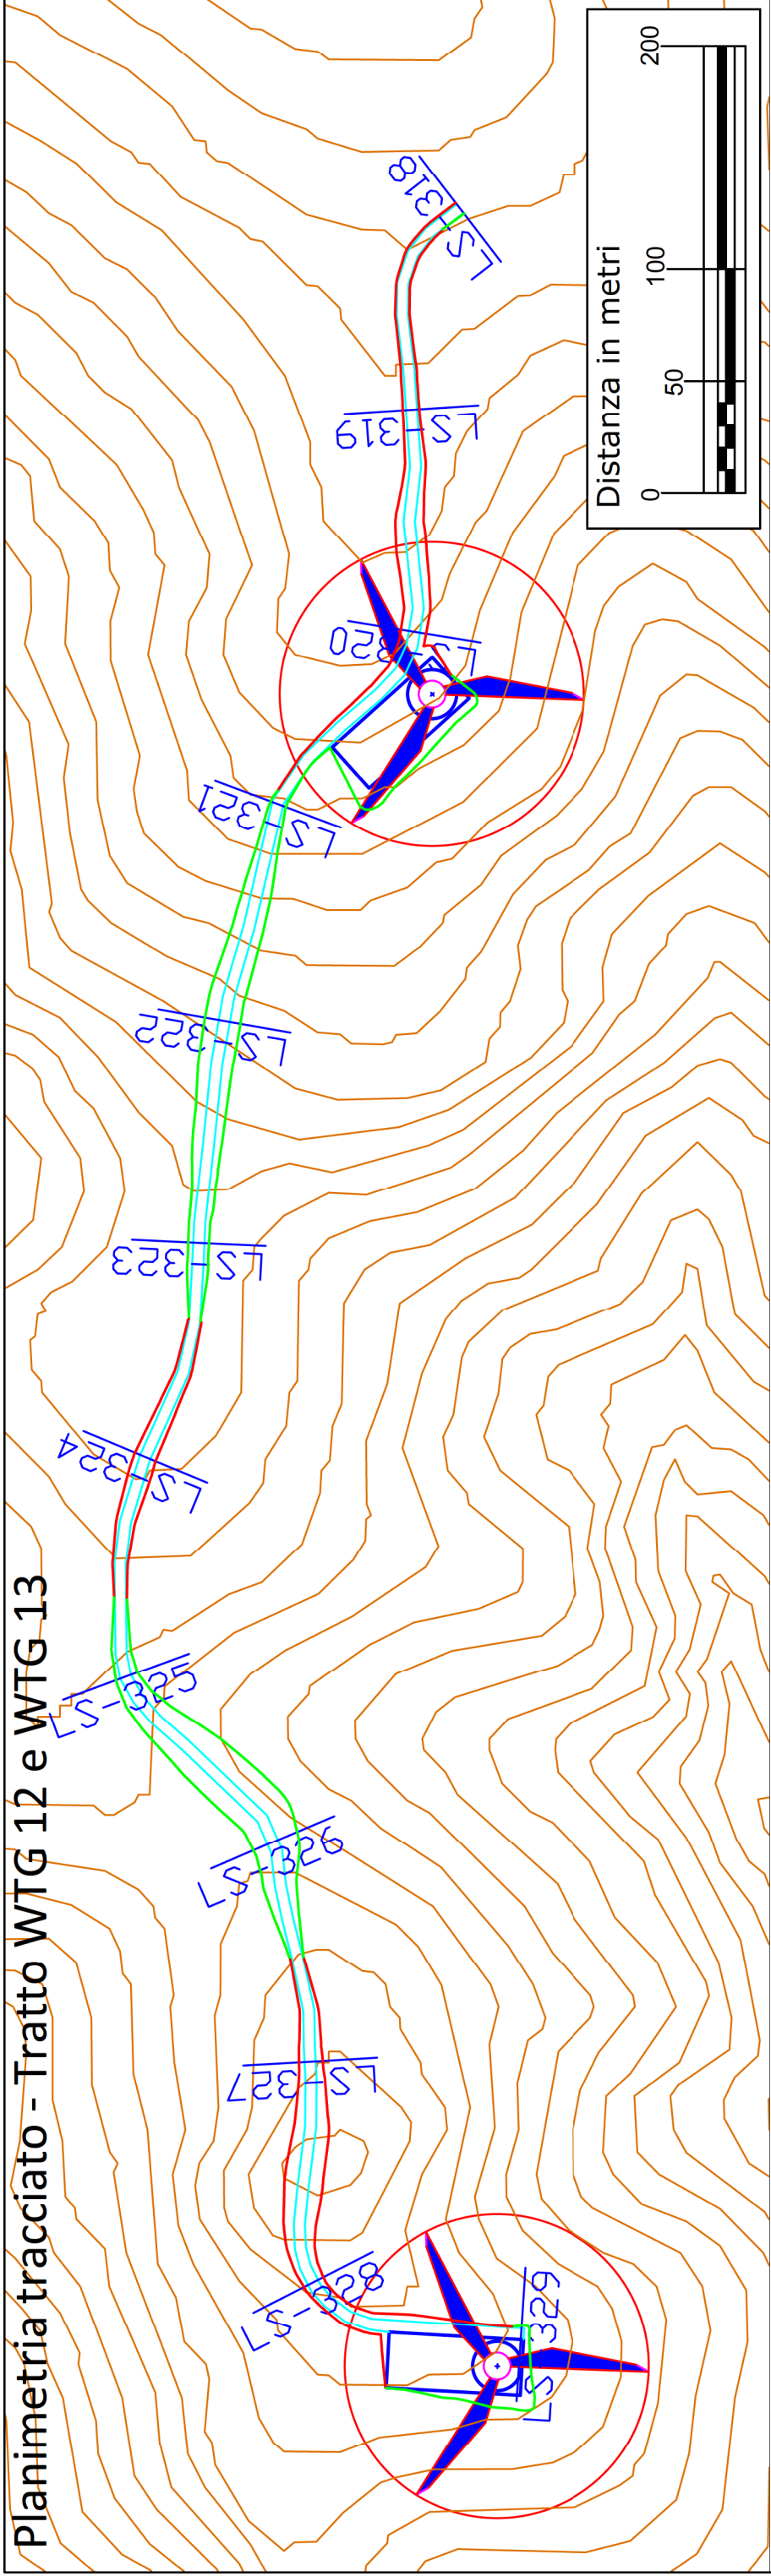 Planimetria tracciato - Tratto WTG 12 e WTG 13
LS-318
LS-319
LS-320
LS-321
LS-322
LS-323
LS-324
LS-325
LS-326
LS-327
LS-328
LS-329
Distanza in metri
0 50 100 200